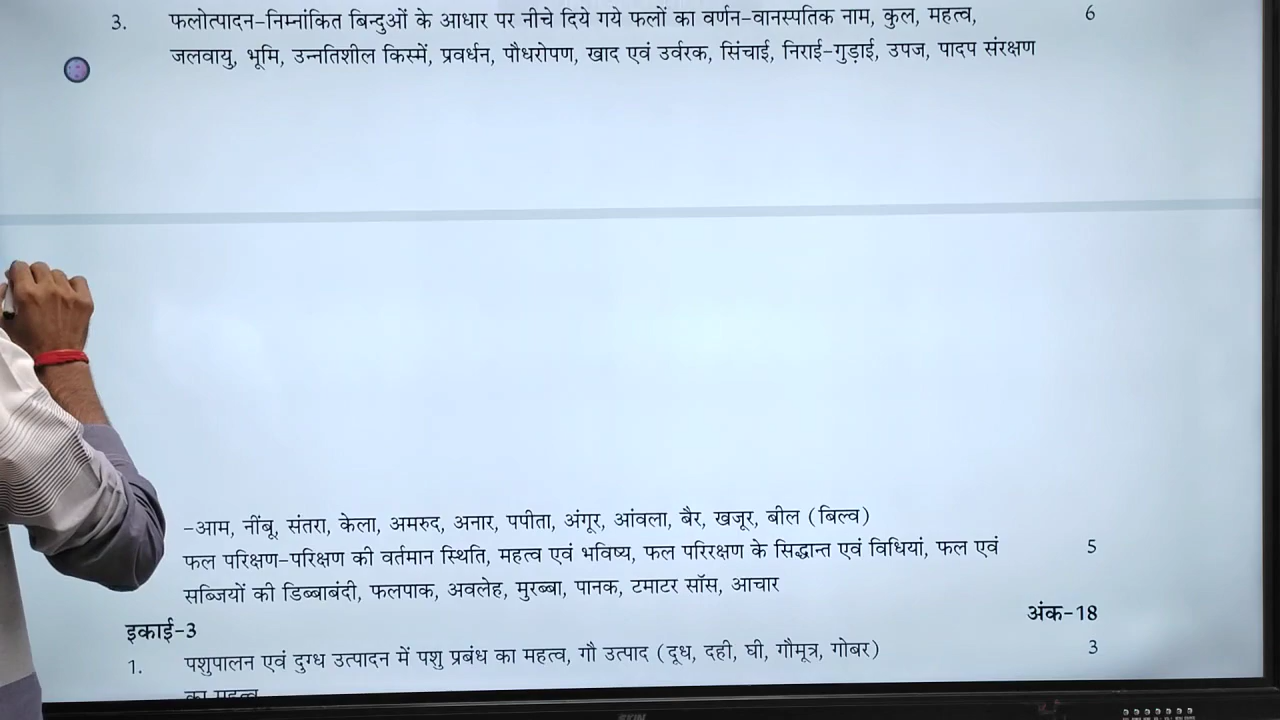 3. फलोत्पादन-निम्नांकित बिन्दुओं के आधार पर नीचे दिये गये फलों का वर्णन-वानस्पतिक नाम, कुल, महत्व, 6
जलवायु, भूमि, उन्नतिशील किस्में, प्रवर्धन, पौधरोपण, खाद एवं उर्वरक, सिंचाई, निराई-गुड़ाई, उपज, पादप संरक्षण
-आम, नींबू, संतरा, केला, अमरुद, अनार, पपीता, अंगूर, आंवला, बैर, खजूर, बील (बिल्व)
फल परिक्षण-परिक्षण की वर्तमान स्थिति, महत्व एवं भविष्य, फल परिरक्षण के सिद्धान्त एवं विधियां, फल एवं 5
सब्जियों की डिब्बाबंदी, फलपाक, अवलेह, मुरब्बा, पानक, टमाटर सॉस, आचार
इकाई-3 अंक-18
1. पशुपालन एवं दुग्ध उत्पादन में पशु प्रबंध का महत्व, गौ उत्पाद (दूध, दही, घी, गौमूत्र, गोबर) 3
का महत्व